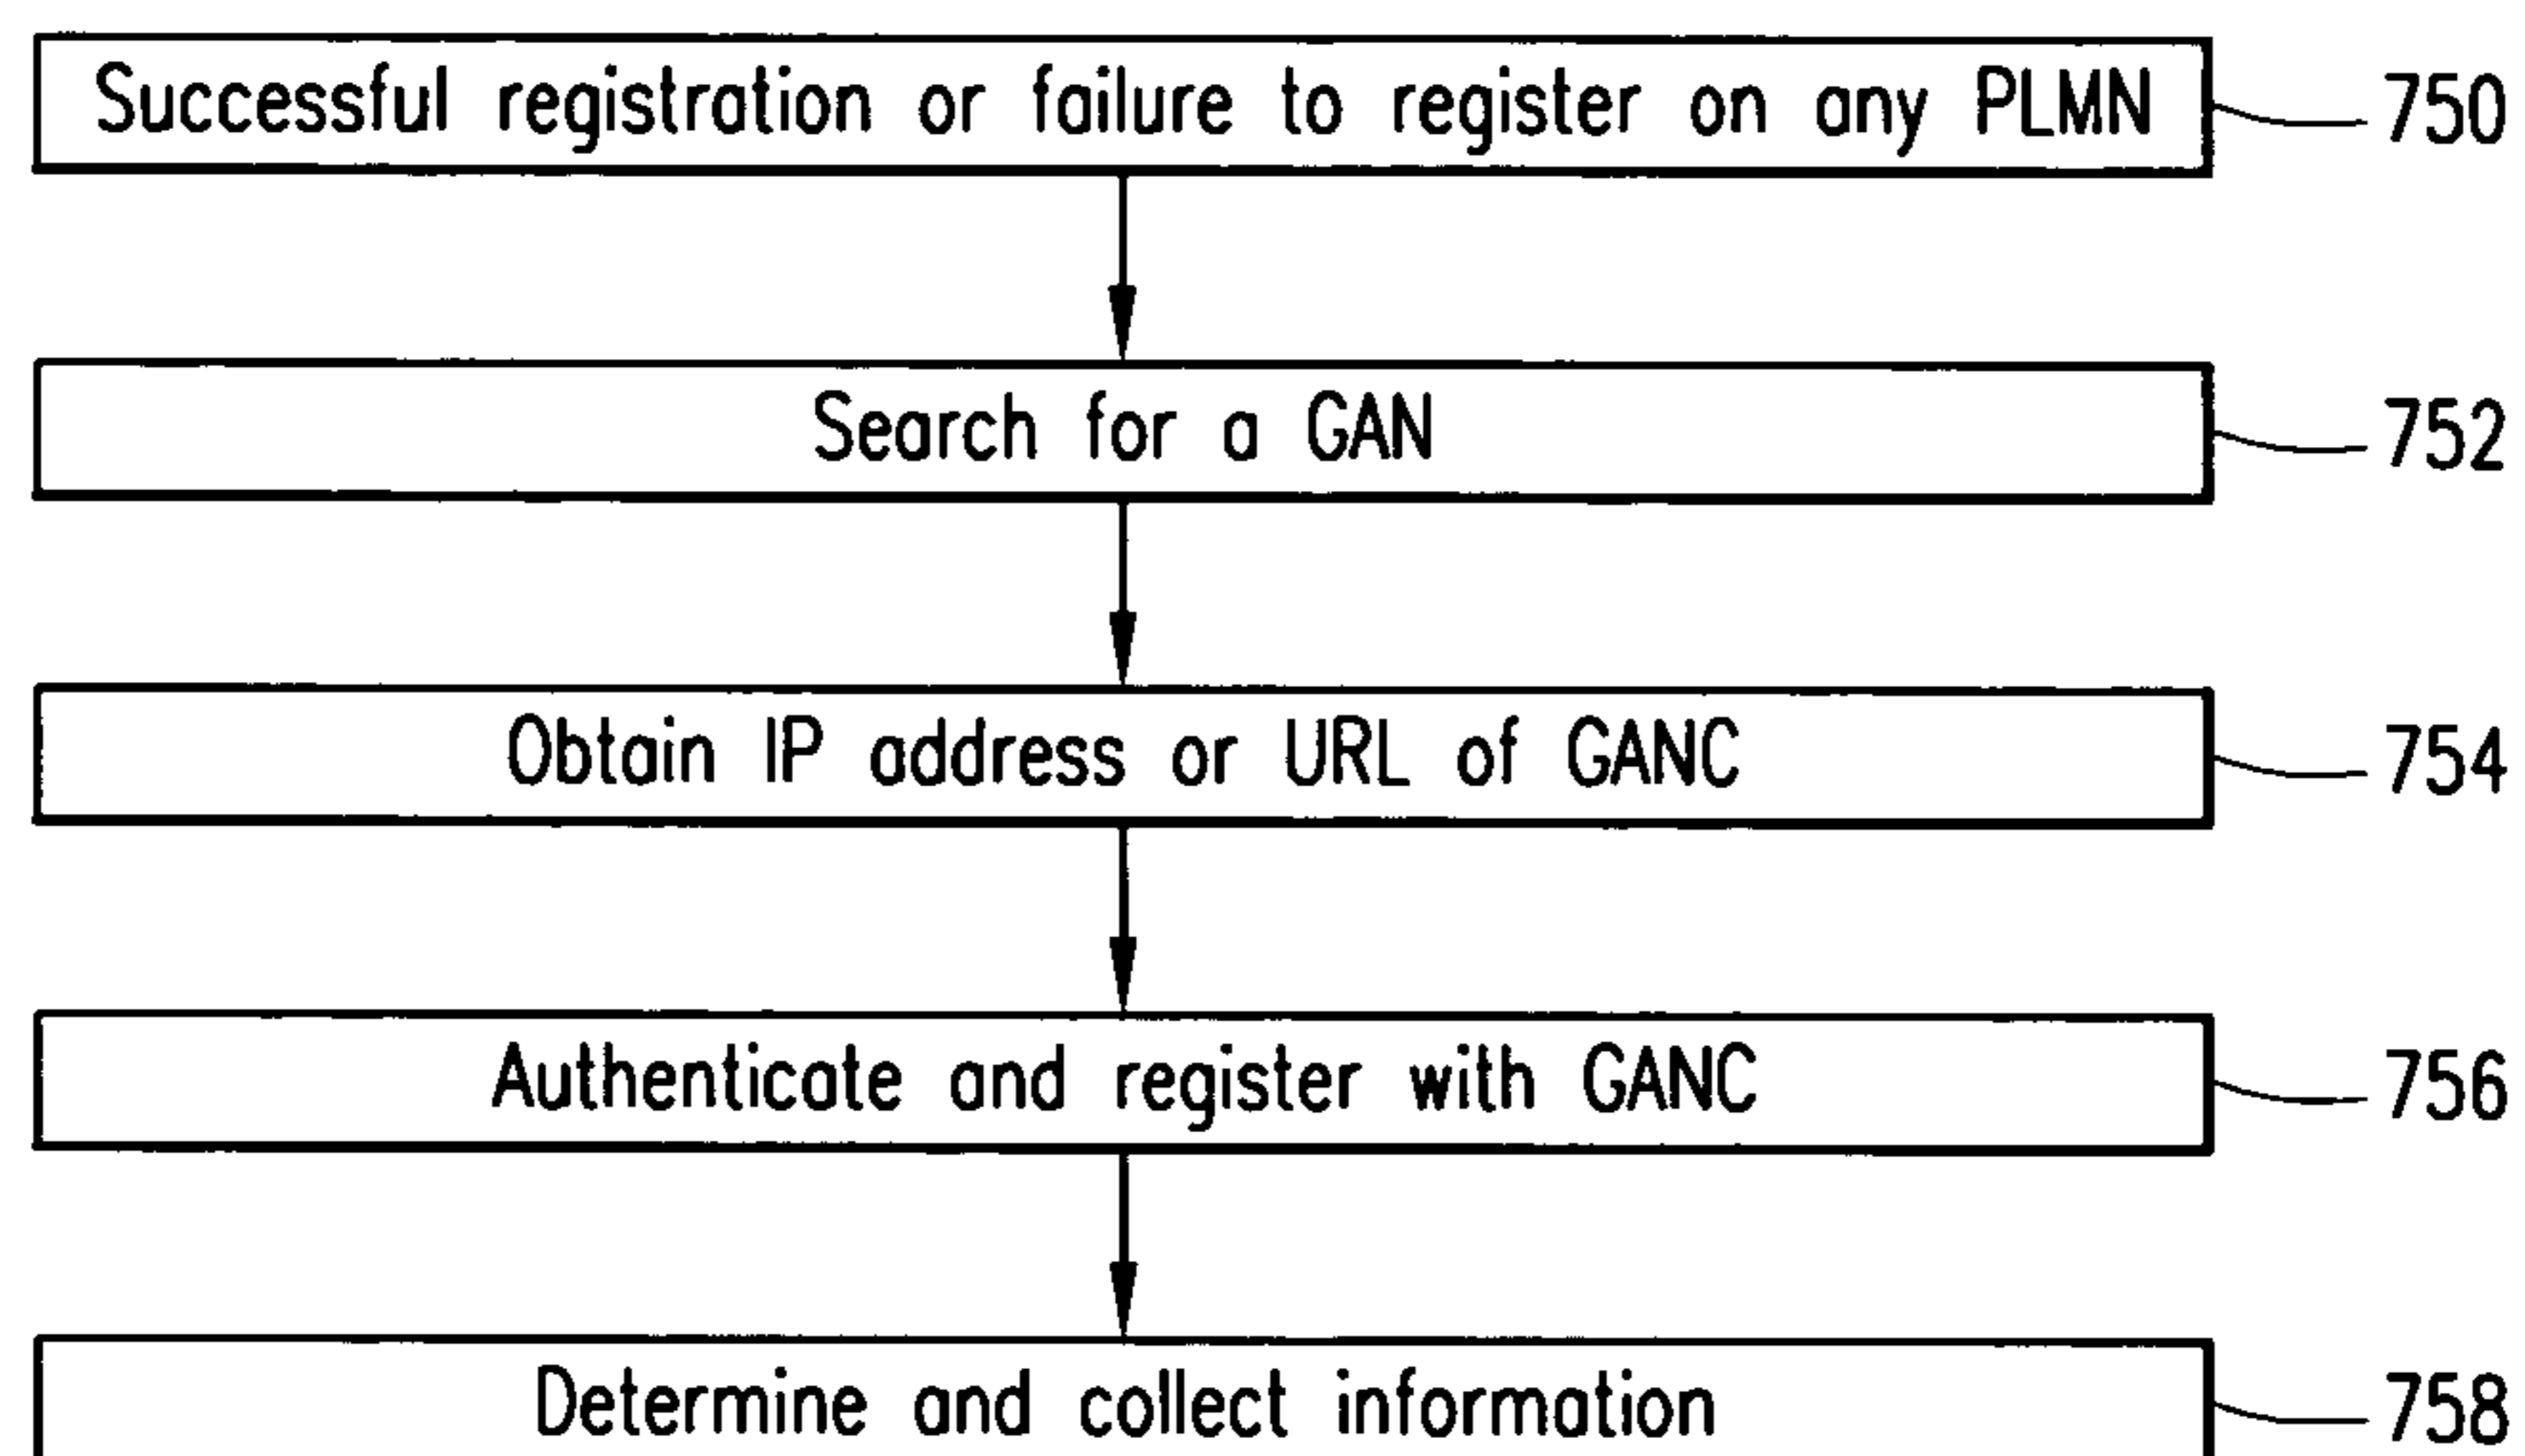 Successful registration or failure to register on any PLMN 750
Search for a GAN 752
Obtain IP address or URL of GANC 754
Authenticate and register with GANC 756
Determine and collect information 758